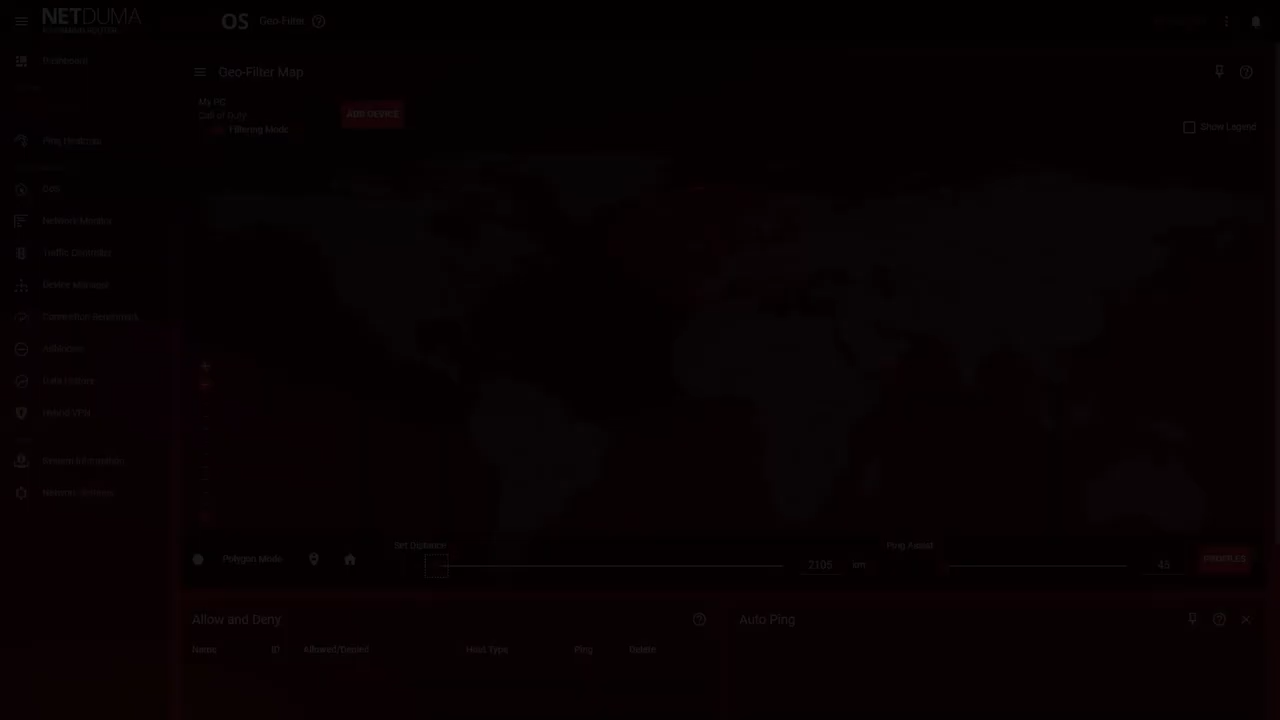 NETDUMA
OS Geo-Filter
Dashboard
Geo-Filter Map
My PC
Call of Duty
ADD DEVICE
Filtering Mode
Show Legend
Ping Heatmap
QoS
Network Monitor
Traffic Controller
Device Manager
Connection Benchmark
Adblocker
Data History
Hybrid VPN
System Information
Network Settings
Polygon Mode
Set Distance
2105 km
Ping Assist
45
PROFILES
Allow and Deny
Auto Ping
Name ID Allowed/Denied Host Type Ping Delete